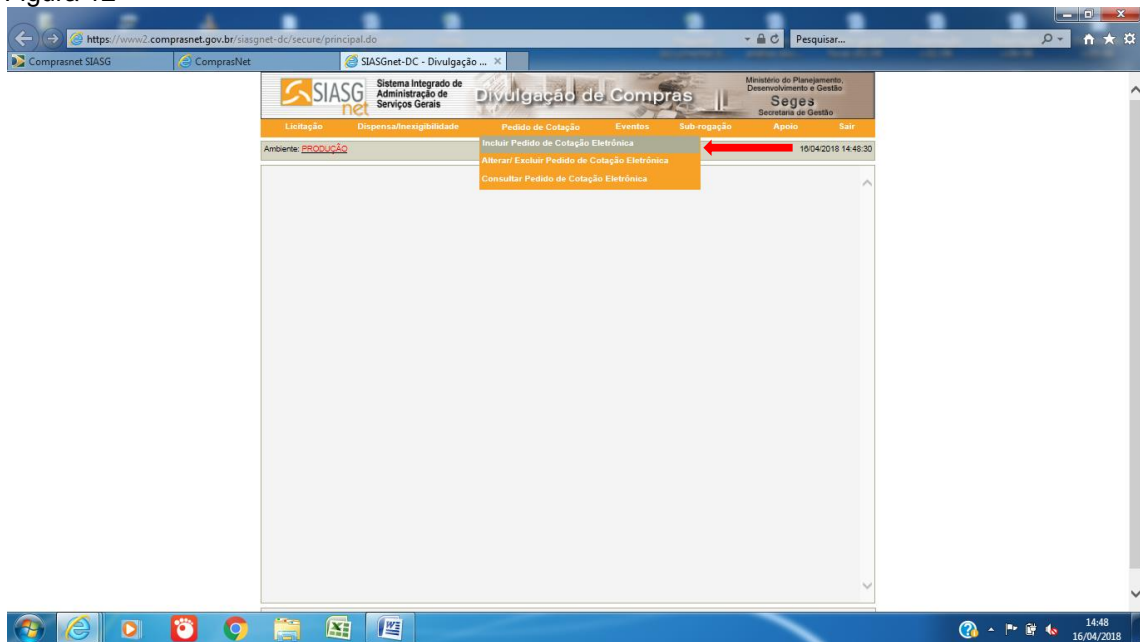 https://www2.comprasnet.gov.br/siasgnet-dc/secure/principal.do
Pesquisar...
Comprasnet SIASG
ComprasNet
SIASGnet-DC - Divulgação ...
SIASG
net
Sistema Integrado de
Administração de
Serviços Gerais
Divulgação de Compras
Ministério do Planejamento,
Desenvolvimento e Gestão
Seges
Secretaria de Gestão
Licitação Dispensa/Inexigibilidade Pedido de Cotação Eventos Sub-rogação Apoio Sair
Ambiente: PRODUÇÃO
16/04/2018 14:48:30
Incluir Pedido de Cotação Eletrônica
Alterar/ Excluir Pedido de Cotação Eletrônica
Consultar Pedido de Cotação Eletrônica
14:48
16/04/2018